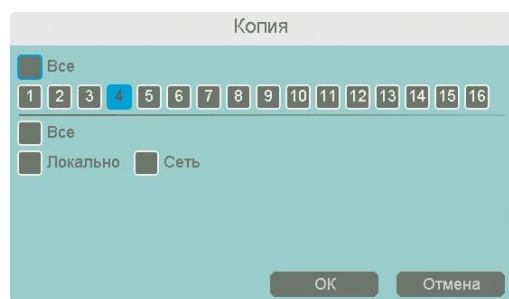 Копия
Все
1 2 3 4 5 6 7 8 9 10 11 12 13 14 15 16
Все
Локально Сеть
ОК Отмена